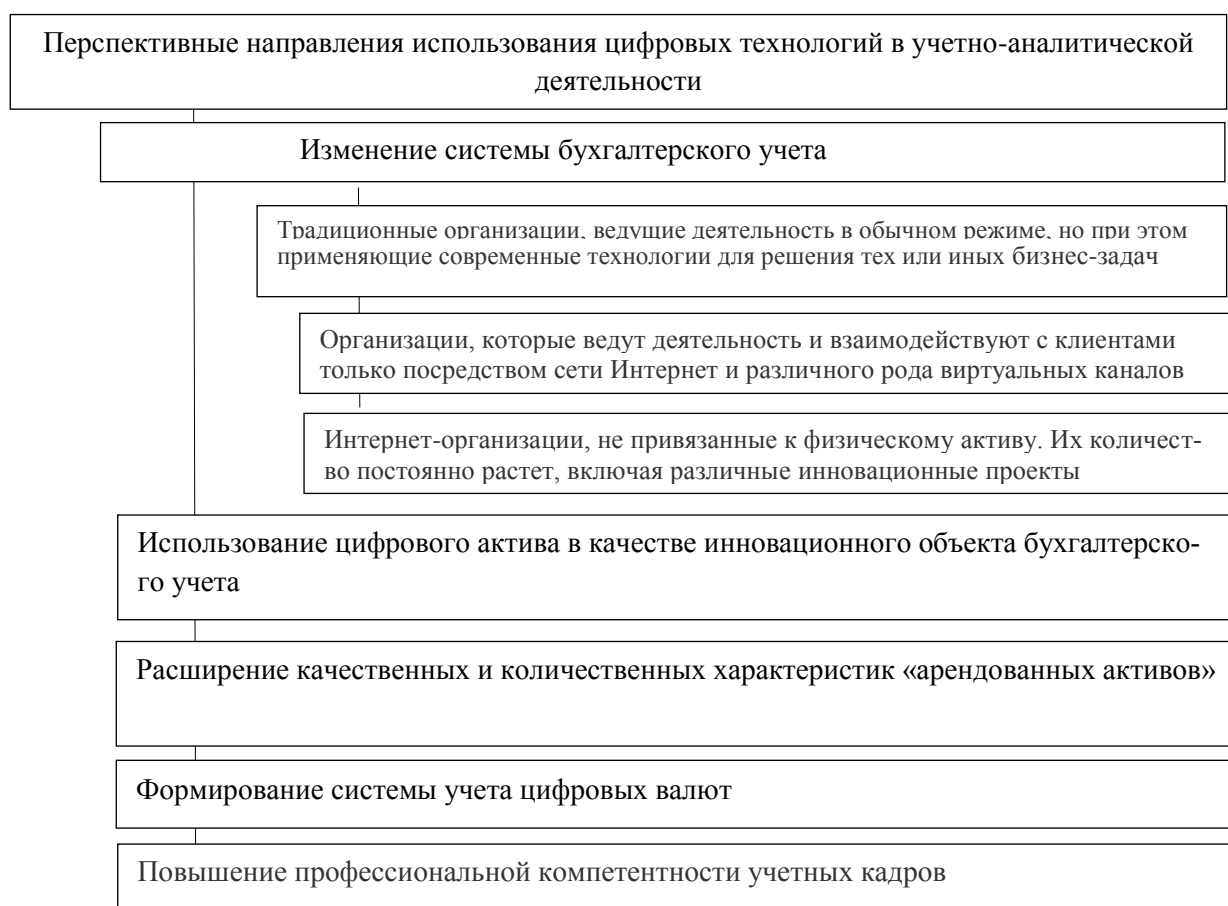 Перспективные направления использования цифровых технологий в учетно-аналитической
деятельности
Изменение системы бухгалтерского учета
Традиционные организации, ведущие деятельность в обычном режиме, но при этом
применяющие современные технологии для решения тех или иных бизнес-задач
Организации, которые ведут деятельность и взаимодействуют с клиентами
только посредством сети Интернет и различного рода виртуальных каналов
Интернет-организации, не привязанные к физическому активу. Их количест-
во постоянно растет, включая различные инновационные проекты
Использование цифрового актива в качестве инновационного объекта бухгалтерско-
го учета
Расширение качественных и количественных характеристик «арендованных активов»
Формирование системы учета цифровых валют
Повышение профессиональной компетентности учетных кадров